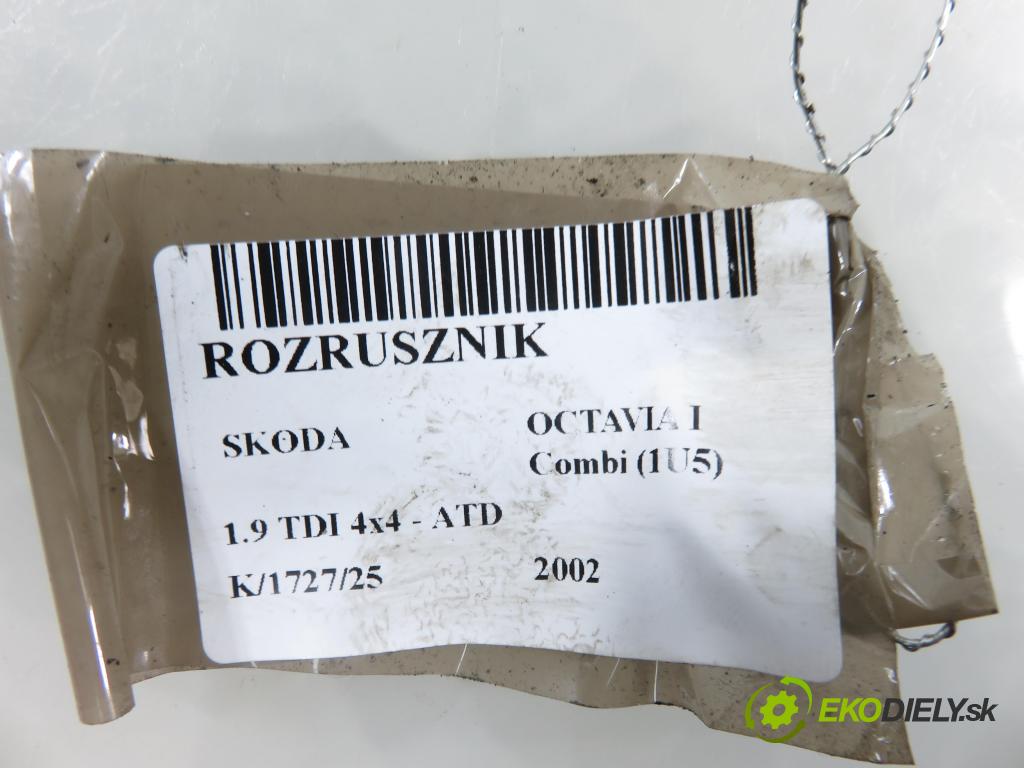 ROZRUSZNIK
SKODA
OCTAVIA I
Combi (1U5)
1.9 TDI 4x4 - ATD
K/1727/25
2002
EKODIELY.sk